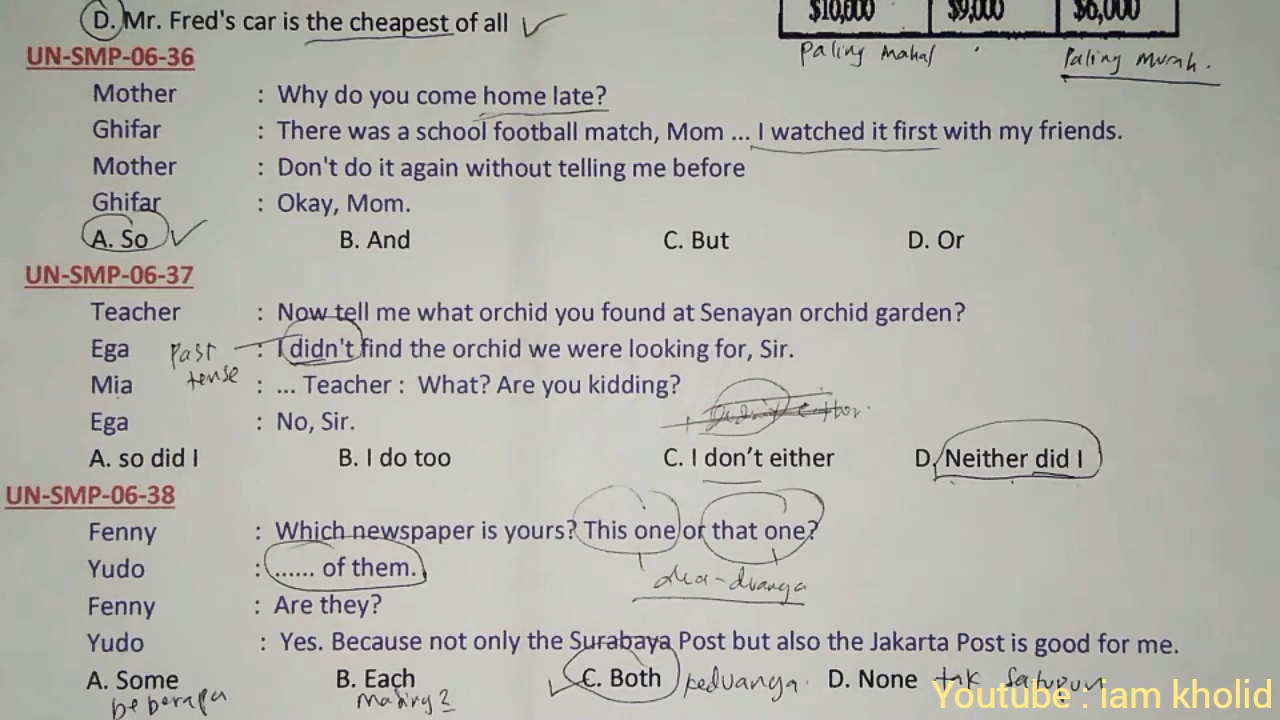 D. Mr. Fred's car is the cheapest of all
$10,000 $9,000 $6,000
Paling mahal Paling murah.
UN-SMP-06-36
Mother : Why do you come home late?
Ghifar : There was a school football match, Mom ... I watched it first with my friends.
Mother : Don't do it again without telling me before
Ghifar : Okay, Mom.
A. So B. And C. But D. Or
UN-SMP-06-37
Teacher : Now tell me what orchid you found at Senayan orchid garden?
Ega : I didn't find the orchid we were looking for, Sir.
Past tense
Mia : ... Teacher : What? Are you kidding?
Ega : No, Sir.
A. so did I B. I do too C. I don't either D. Neither did I
UN-SMP-06-38
Fenny : Which newspaper is yours? This one or that one?
Yudo : ...... of them.
dua-duanya
Fenny : Are they?
Yudo : Yes. Because not only the Surabaya Post but also the Jakarta Post is good for me.
A. Some B. Each C. Both keduanya. D. None tak satupun
beberapa masing2
Youtube : iam kholid